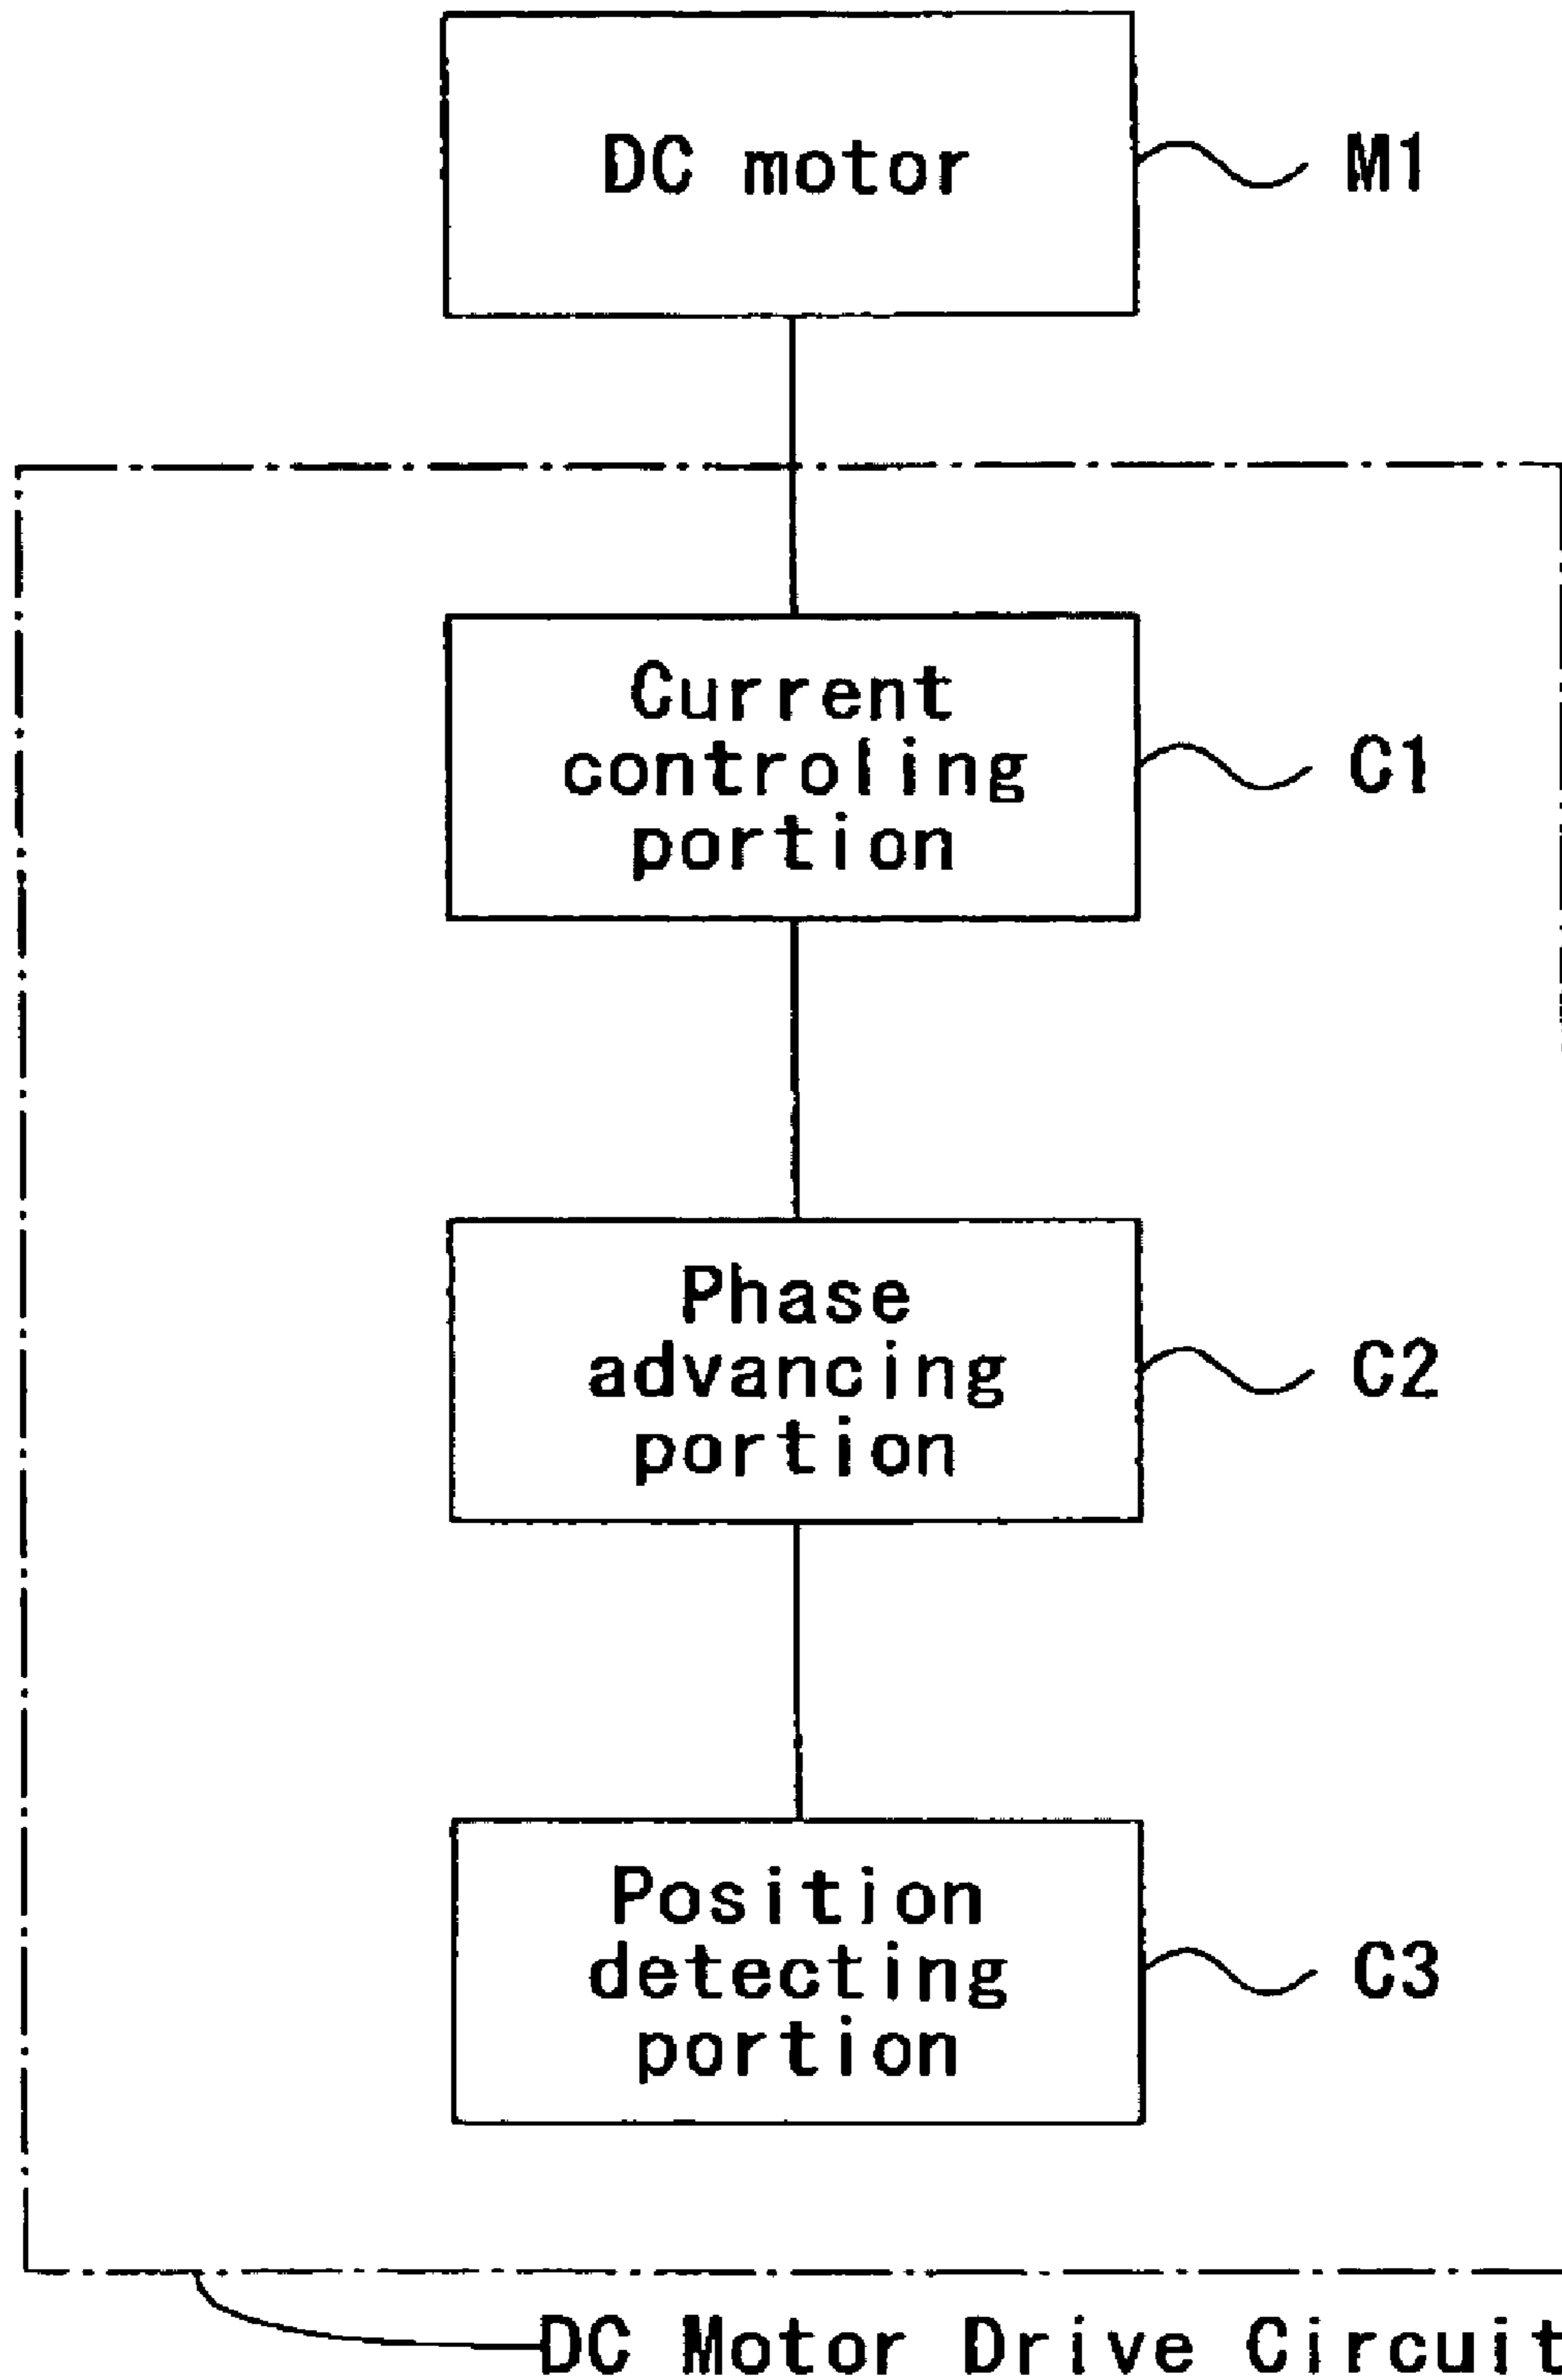 DC motor
M1
Current
controling
portion
C1
Phase
advancing
portion
C2
Position
detecting
portion
C3
DC Motor Drive Circuit